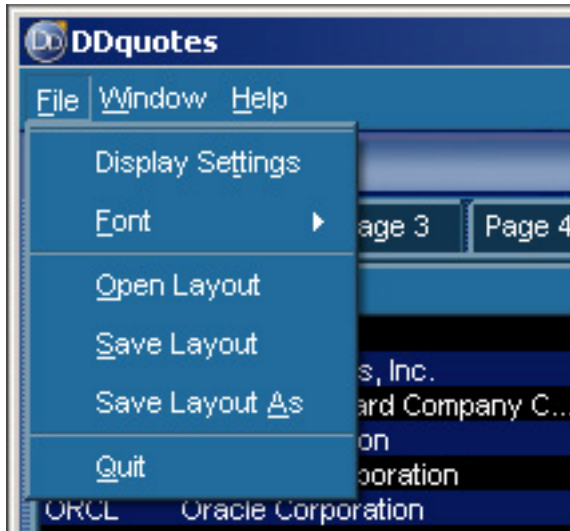 DDquotes
File Window Help
Display Settings
Font
age 3 Page 4
Open Layout
Save Layout
s, Inc.
Save Layout As
ard Company C...
on
Quit
poration
ORCL Oracle Corporation